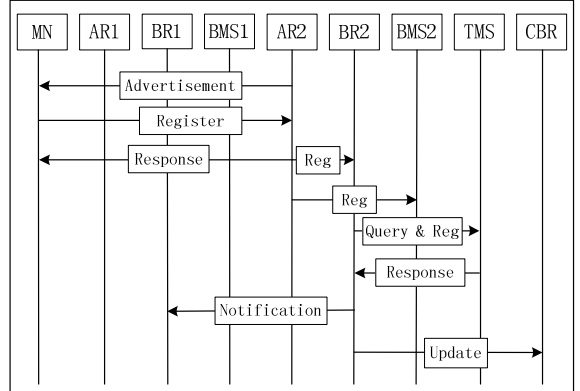 MN AR1 BR1 BMS1 AR2 BR2 BMS2 TMS CBR
Advertisement
Register
Response Reg
Reg
Query & Reg
Response
Notification
Update